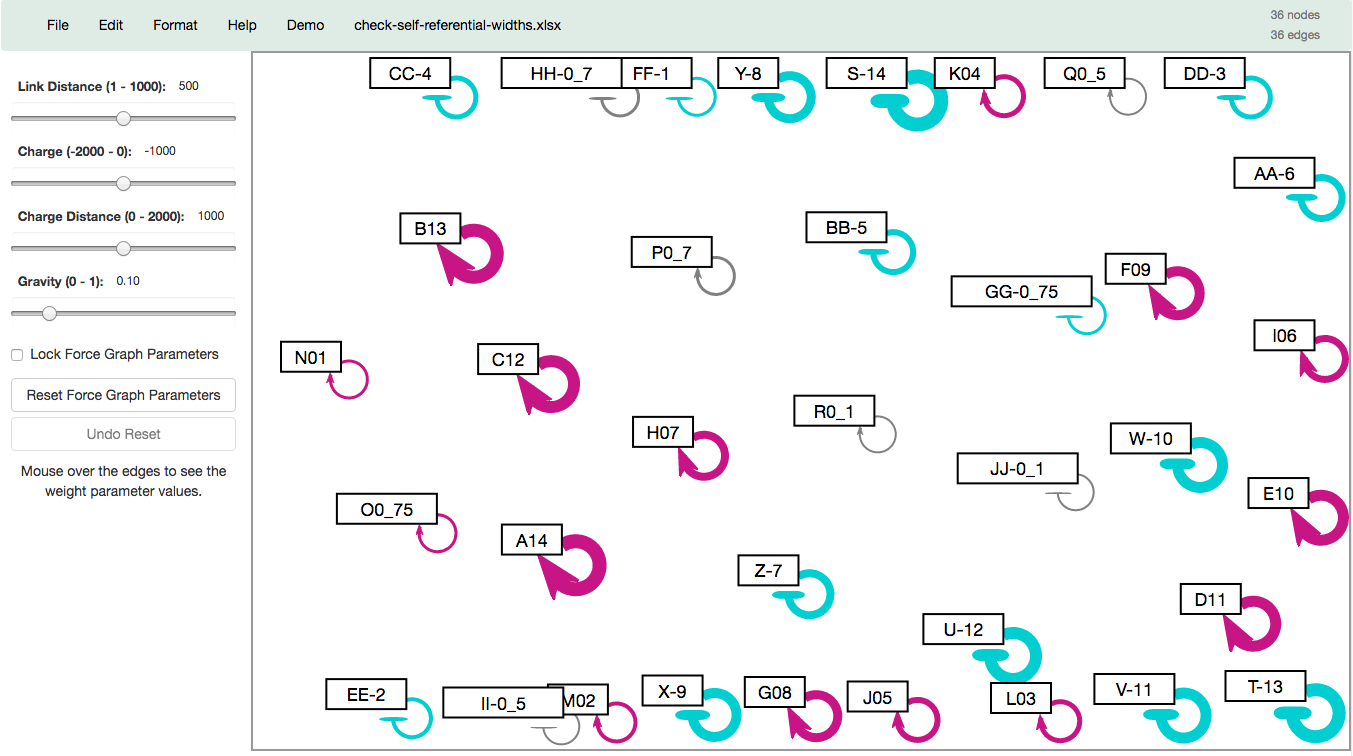 File Edit Format Help Demo check-self-referential-widths.xlsx
36 nodes
36 edges
Link Distance (1 - 1000): 500
Charge (-2000 - 0): -1000
Charge Distance (0 - 2000): 1000
Gravity (0 - 1): 0.10
Lock Force Graph Parameters
Reset Force Graph Parameters
Undo Reset
Mouse over the edges to see the
weight parameter values.
CC-4 HH-0_7 FF-1 Y-8 S-14 K04 Q0_5 DD-3
AA-6
B13 BB-5
P0_7
F09
GG-0_75
I06
N01 C12
R0_1
H07 W-10
JJ-0_1
E10
O0_75
A14
Z-7
D11
U-12
EE-2 X-9 G08 V-11 T-13
II-0_5 M02 J05 L03